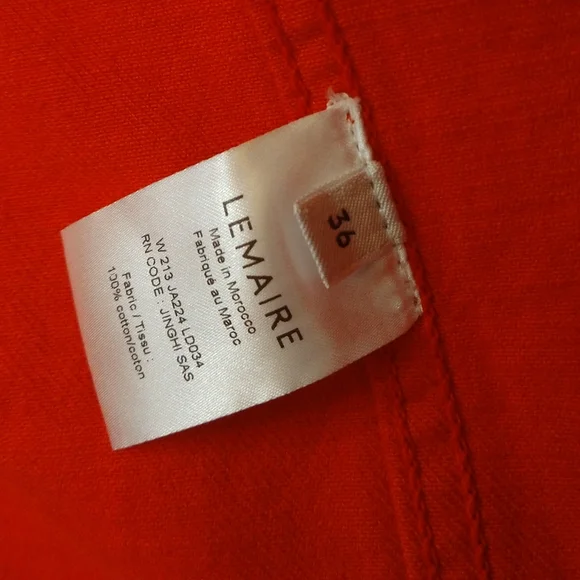 36
LEMAIRE
Made in Morocco
Fabriqué au Maroc
W 213 JA224 LD034
RN CODE : JINGHI SAS
Fabric / Tissu :
100% cotton/coton